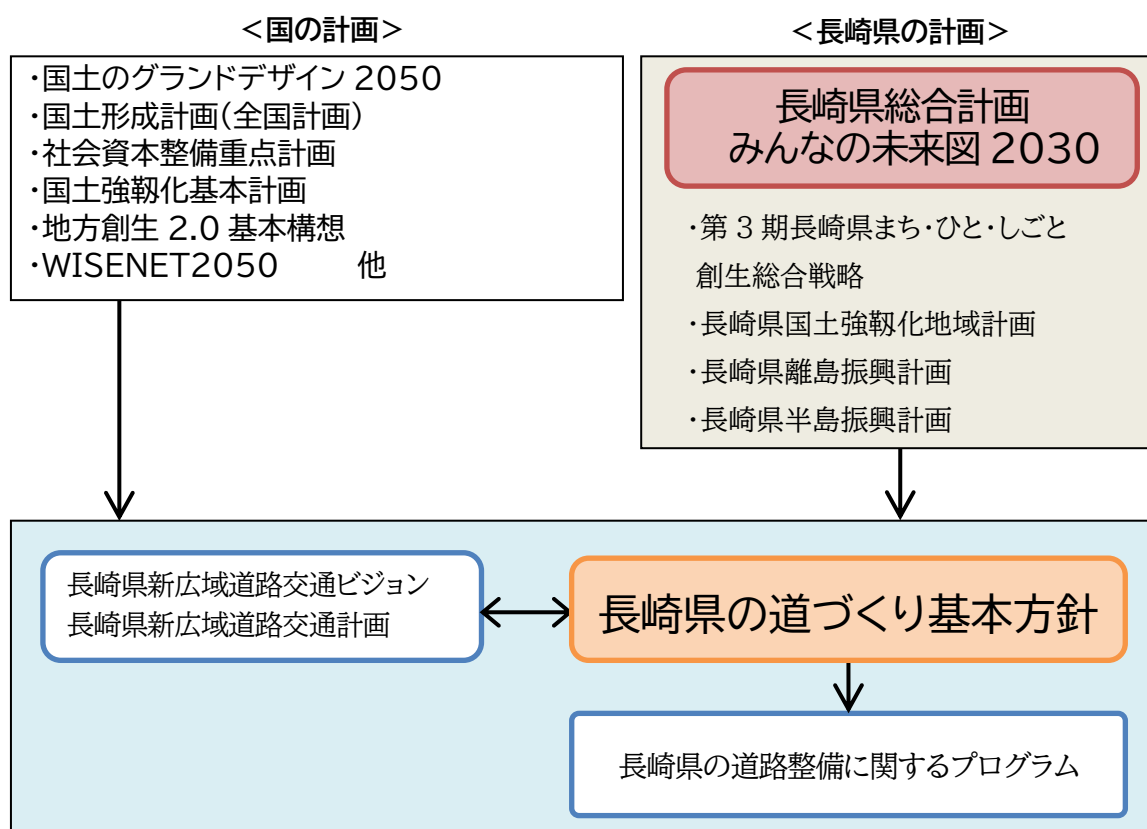 ＜国の計画＞
・国土のグランドデザイン 2050
・国土形成計画(全国計画)
・社会資本整備重点計画
・国土強靱化基本計画
・地方創生 2.0 基本構想
・WISENET2050 他
＜長崎県の計画＞
長崎県総合計画
みんなの未来図 2030
・第 3 期長崎県まち・ひと・しごと
創生総合戦略
・長崎県国土強靱化地域計画
・長崎県離島振興計画
・長崎県半島振興計画
長崎県新広域道路交通ビジョン
長崎県新広域道路交通計画
長崎県の道づくり基本方針
長崎県の道路整備に関するプログラム